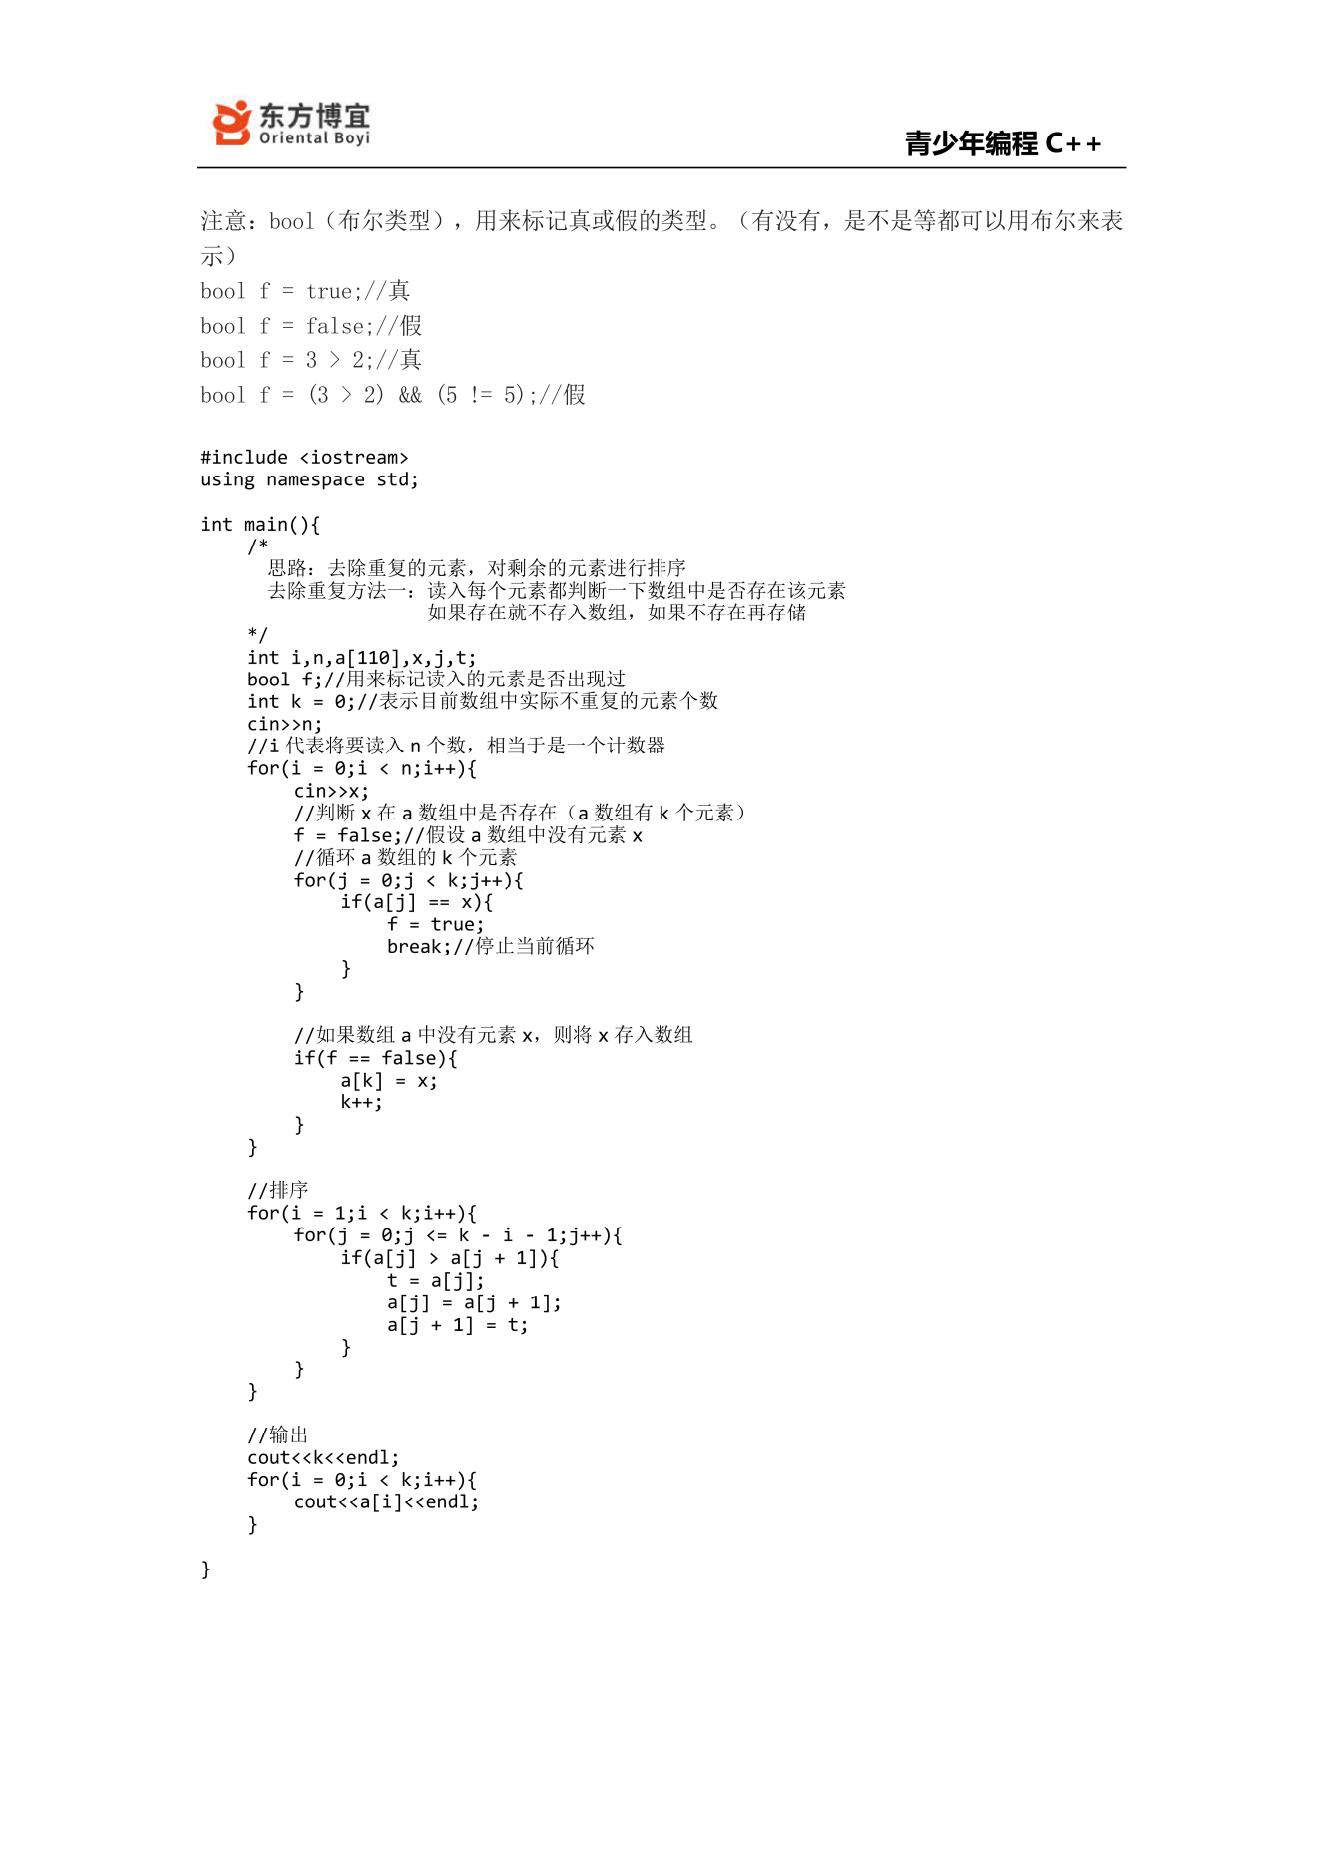 东方博宜
Oriental Boyi
青少年编程 C++
注意：bool（布尔类型），用来标记真或假的类型。（有没有，是不是等都可以用布尔来表
示）
bool f = true;//真
bool f = false;//假
bool f = 3 > 2;//真
bool f = (3 > 2) && (5 != 5);//假
#include <iostream>
using namespace std;
int main(){
/*
思路：去除重复的元素，对剩余的元素进行排序
去除重复方法一：读入每个元素都判断一下数组中是否存在该元素
如果存在就不存入数组，如果不存在再存储
*/
int i,n,a[110],x,j,t;
bool f;//用来标记读入的元素是否出现过
int k = 0;//表示目前数组中实际不重复的元素个数
cin>>n;
//i 代表将要读入 n 个数，相当于是一个计数器
for(i = 0;i < n;i++){
cin>>x;
//判断 x 在 a 数组中是否存在（a 数组有 k 个元素）
f = false;//假设 a 数组中没有元素 x
//循环 a 数组的 k 个元素
for(j = 0;j < k;j++){
if(a[j] == x){
f = true;
break;//停止当前循环
}
}
//如果数组 a 中没有元素 x，则将 x 存入数组
if(f == false){
a[k] = x;
k++;
}
}
//排序
for(i = 1;i < k;i++){
for(j = 0;j <= k - i - 1;j++){
if(a[j] > a[j + 1]){
t = a[j];
a[j] = a[j + 1];
a[j + 1] = t;
}
}
}
//输出
cout<<k<<endl;
for(i = 0;i < k;i++){
cout<<a[i]<<endl;
}
}